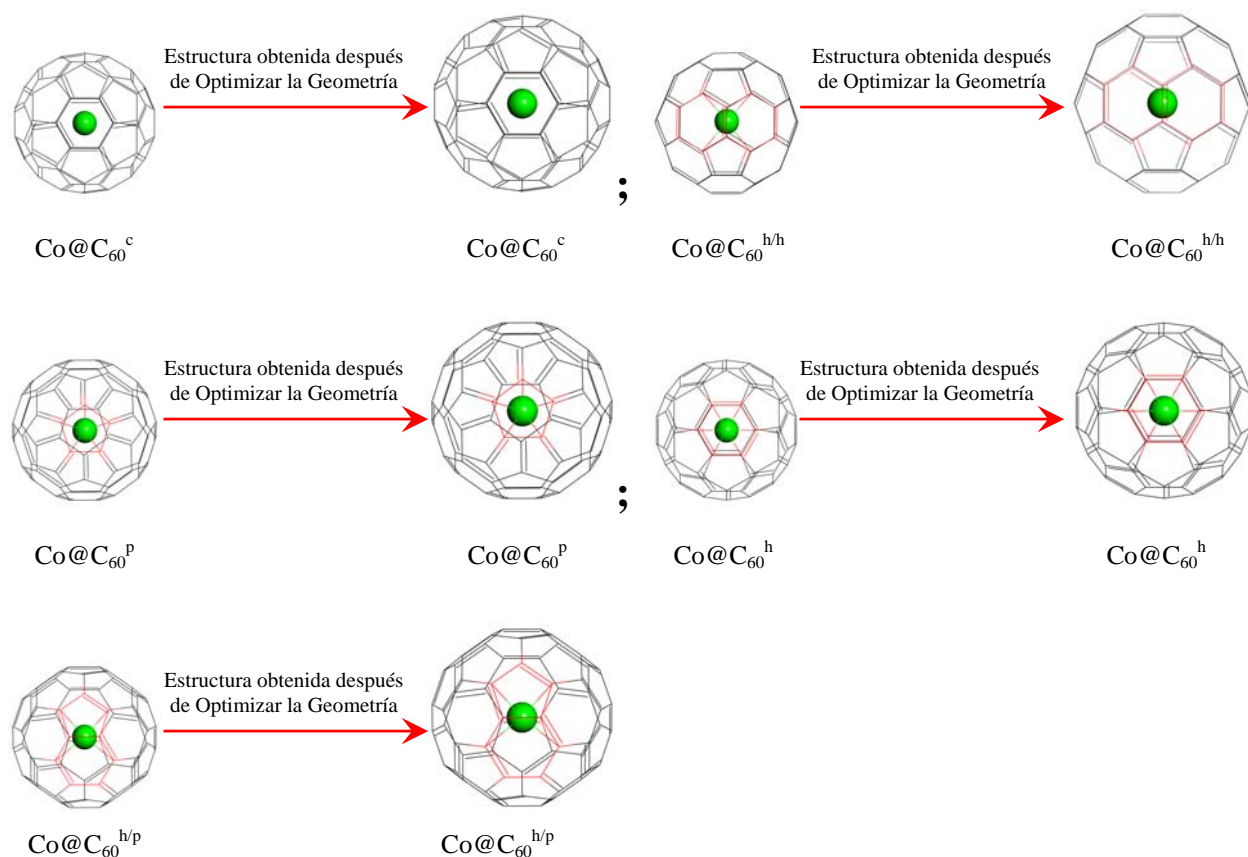 Estructura obtenida después
de Optimizar la Geometría
Estructura obtenida después
de Optimizar la Geometría
;
Co@C₆₀ᶜ
Co@C₆₀ᶜ
Co@C₆₀ʰ/ʰ
Co@C₆₀ʰ/ʰ
Estructura obtenida después
de Optimizar la Geometría
Estructura obtenida después
de Optimizar la Geometría
;
Co@C₆₀ᵖ
Co@C₆₀ᵖ
Co@C₆₀ʰ
Co@C₆₀ʰ
Estructura obtenida después
de Optimizar la Geometría
Co@C₆₀ʰ/ᵖ
Co@C₆₀ʰ/ᵖ